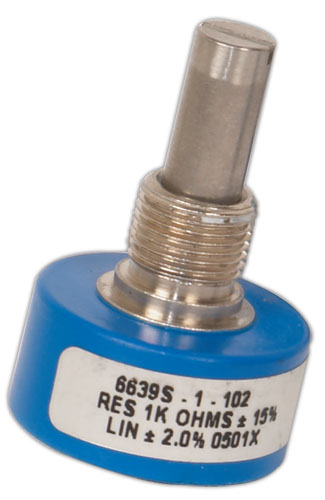 6639S - 1 - 102
RES 1K OHMS ± 15%
LIN ± 2.0% 0501X